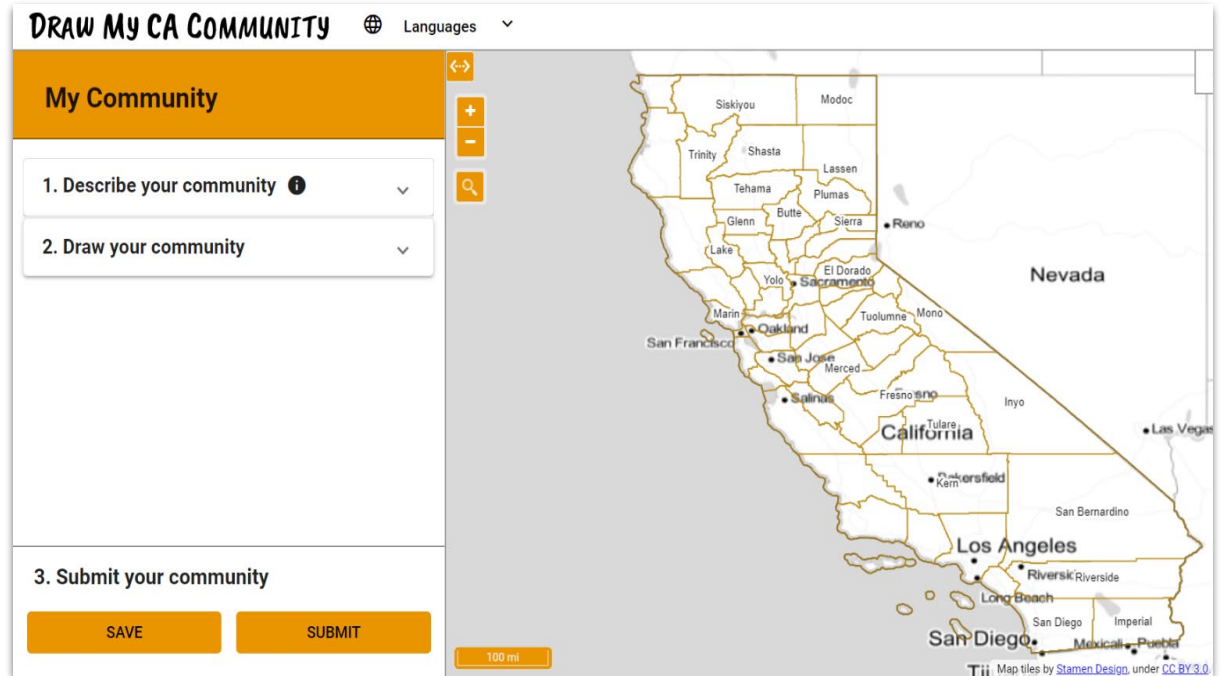 DRAW MY CA COMMUNITY
Languages
My Community
1. Describe your community
2. Draw your community
3. Submit your community
SAVE
SUBMIT
+
-
Siskiyou
Modoc
Trinity
Shasta
Lassen
Tehama
Plumas
Glenn
Butte
Sierra
Reno
Lake
Yolo
El Dorado
Sacramento
Nevada
Marin
Oakland
Tuolumne
Mono
San Francisco
San Jose
Merced
Salinas
Fresno
Fresno
Inyo
Tulare
California
Las Vegas
Bakersfield
Kern
San Bernardino
Los Angeles
Riverside
Long Beach
San Diego
Imperial
San Diego
Mexicali
Puebla
100 mi
Map tiles by Stamen Design, under CC BY 3.0.